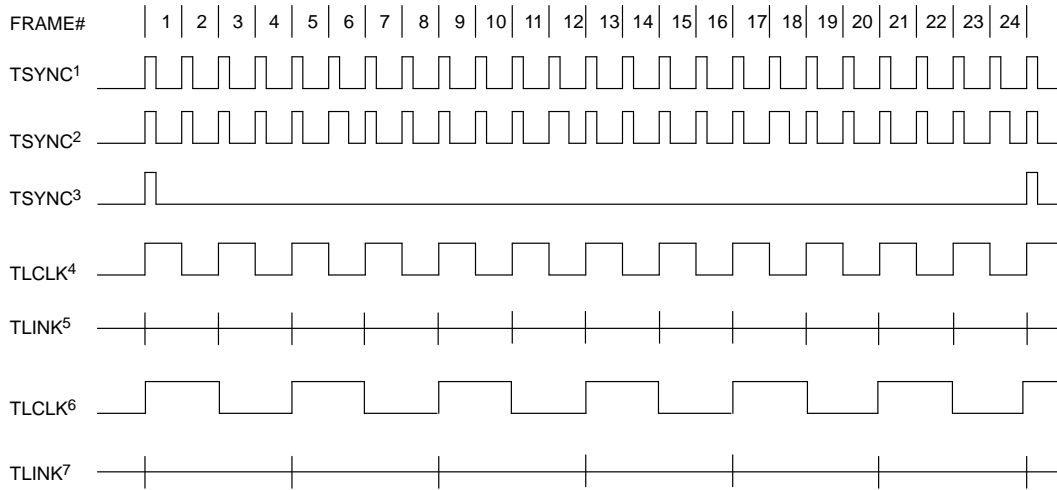 FRAME# 1 2 3 4 5 6 7 8 9 10 11 12 13 14 15 16 17 18 19 20 21 22 23 24
TSYNC1
TSYNC2
TSYNC3
TLCLK4
TLINK5
TLCLK6
TLINK7